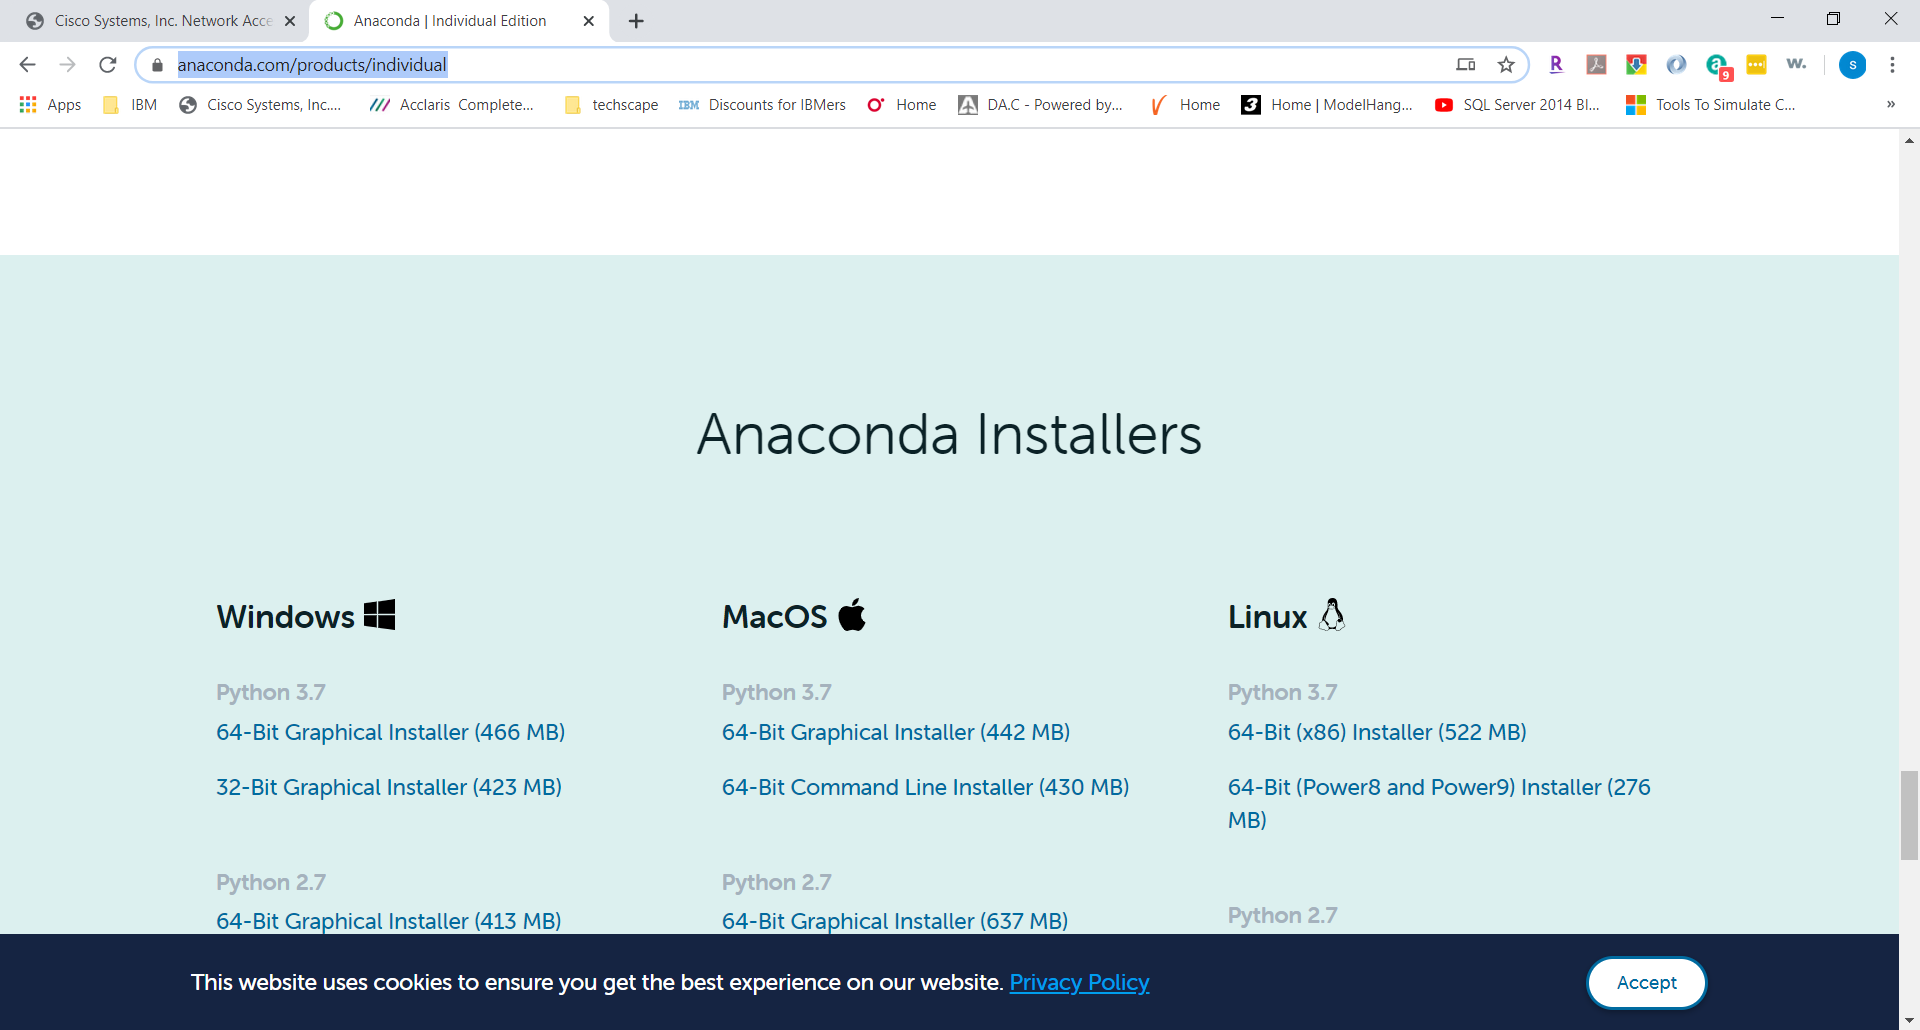 Cisco Systems, Inc. Network Acce
Anaconda | Individual Edition
anaconda.com/products/individual
R
a
9
w.
s
Apps
IBM
Cisco Systems, Inc....
Acclaris Complete...
techscape
IBM
Discounts for IBMers
Home
DA.C - Powered by...
Home
3
Home | ModelHang...
SQL Server 2014 BI...
Tools To Simulate C...
»
Anaconda Installers
Windows
MacOS
Linux
Python 3.7
Python 3.7
Python 3.7
64-Bit Graphical Installer (466 MB)
64-Bit Graphical Installer (442 MB)
64-Bit (x86) Installer (522 MB)
32-Bit Graphical Installer (423 MB)
64-Bit Command Line Installer (430 MB)
64-Bit (Power8 and Power9) Installer (276
MB)
Python 2.7
Python 2.7
Python 2.7
64-Bit Graphical Installer (413 MB)
64-Bit Graphical Installer (637 MB)
This website uses cookies to ensure you get the best experience on our website. Privacy Policy
Accept